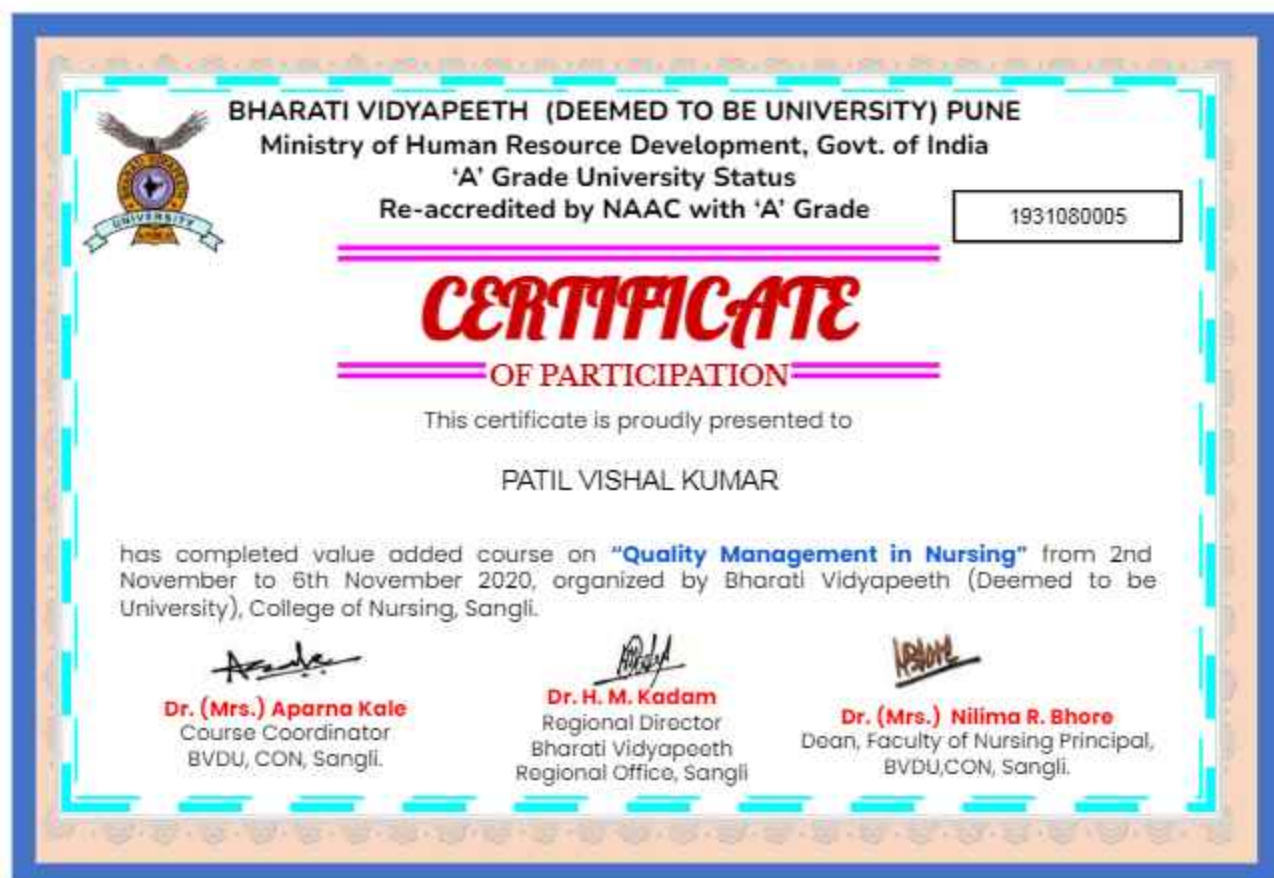 BHARATI VIDYAPEETH (DEEMED TO BE UNIVERSITY) PUNE
Ministry of Human Resource Development, Govt. of India
‘A’ Grade University Status
Re-accredited by NAAC with ‘A’ Grade
1931080005
BHARATI VIDYAPEETH
UNIVERSITY
CERTIFICATE
OF PARTICIPATION
This certificate is proudly presented to
PATIL VISHAL KUMAR
has completed value added course on “Quality Management in Nursing” from 2nd
November to 6th November 2020, organized by Bharati Vidyapeeth (Deemed to be
University), College of Nursing, Sangli.
Dr. (Mrs.) Aparna Kale
Course Coordinator
BVDU, CON, Sangli.
Dr. H. M. Kadam
Regional Director
Bharati Vidyapeeth
Regional Office, Sangli
Dr. (Mrs.) Nilima R. Bhore
Dean, Faculty of Nursing Principal,
BVDU,CON, Sangli.